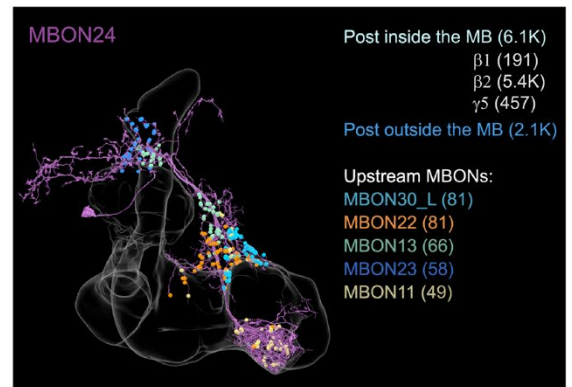 MBON24
Post inside the MB (6.1K)
β1 (191)
β2 (5.4K)
γ5 (457)
Post outside the MB (2.1K)
Upstream MBONs:
MBON30_L (81)
MBON22 (81)
MBON13 (66)
MBON23 (58)
MBON11 (49)